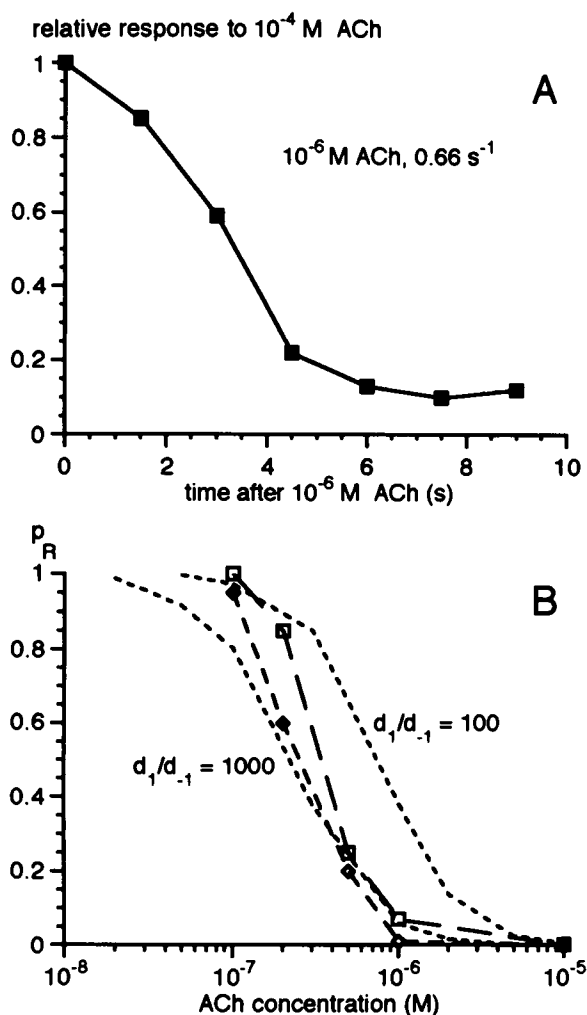 relative response to 10⁻⁴ M ACh
A
1
0.8
0.6
0.4
0.2
0
10⁻⁶ M ACh, 0.66 s⁻¹
0 2 4 6 8 10
time after 10⁻⁶ M ACh (s)
p_R
B
1
0.8
0.6
0.4
0.2
0
d₁/d₋₁ = 100
d₁/d₋₁ = 1000
10⁻⁸ 10⁻⁷ 10⁻⁶ 10⁻⁵
ACh concentration (M)